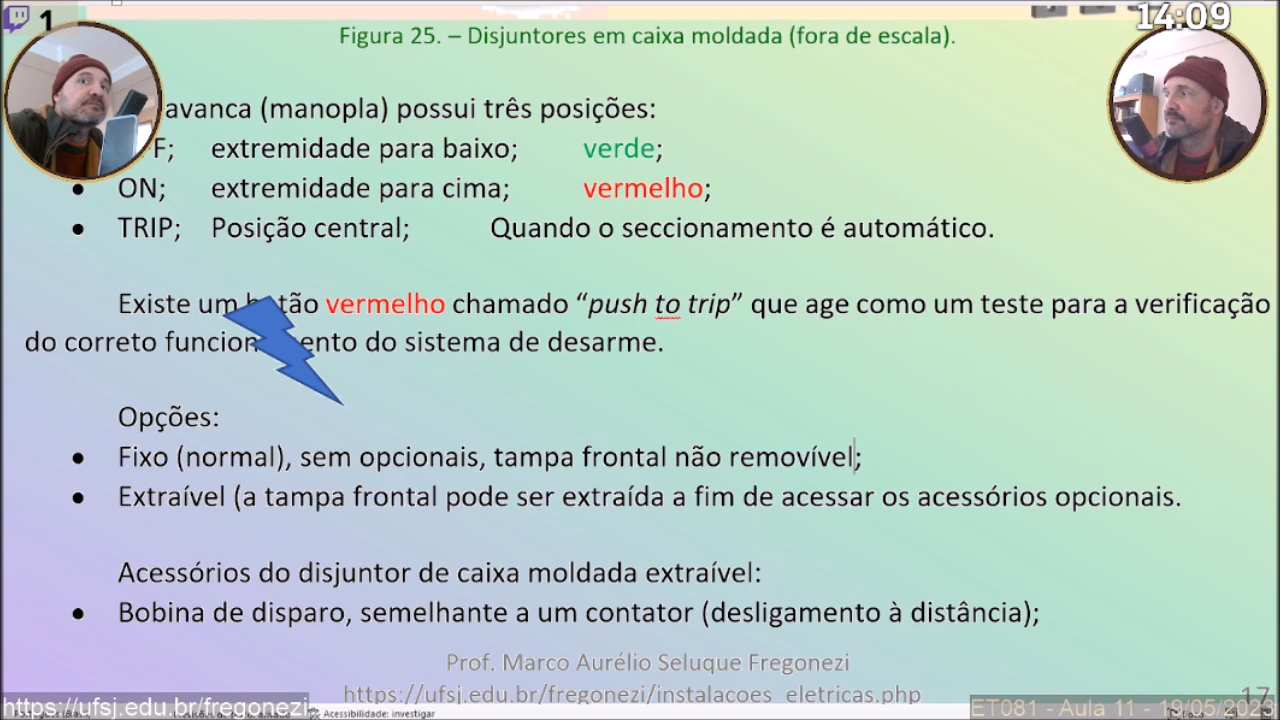 1
14:09
Figura 25. – Disjuntores em caixa moldada (fora de escala).
avanca (manopla) possui três posições:
F; extremidade para baixo; verde;
• ON; extremidade para cima; vermelho;
• TRIP; Posição central; Quando o seccionamento é automático.
Existe um botão vermelho chamado “push to trip” que age como um teste para a verificação
do correto funcionamento do sistema de desarme.
Opções:
• Fixo (normal), sem opcionais, tampa frontal não removível;
• Extraível (a tampa frontal pode ser extraída a fim de acessar os acessórios opcionais.
Acessórios do disjuntor de caixa moldada extraível:
• Bobina de disparo, semelhante a um contator (desligamento à distância);
Prof. Marco Aurélio Seluque Fregonezi
https://ufsj.edu.br/fregonezi/instalacoes_eletricas.php
17
https://ufsj.edu.br/fregonezi
ET081 - Aula 11 - 19/05/2023
Acessibilidade: investigar